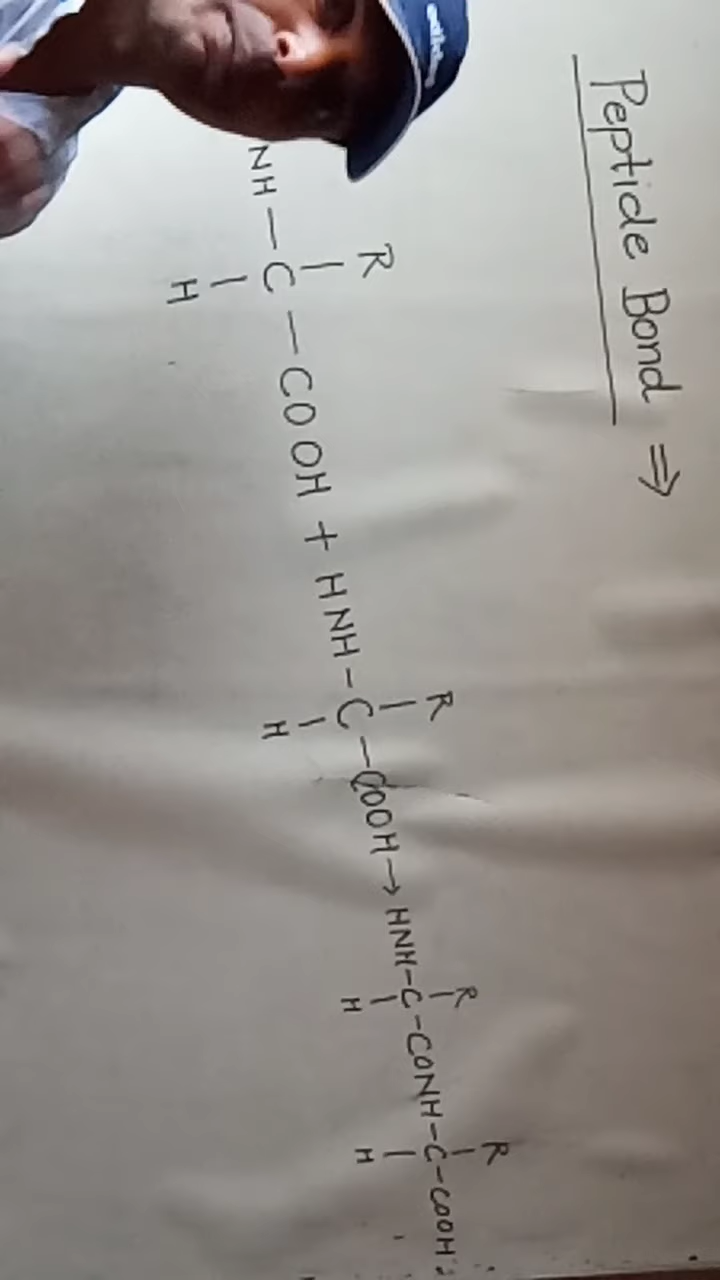 Peptide Bond ⇒
R R R R
NH – C – COOH + HNH – C – COOH → HNH – C – CONH – C – COOH
H H H H